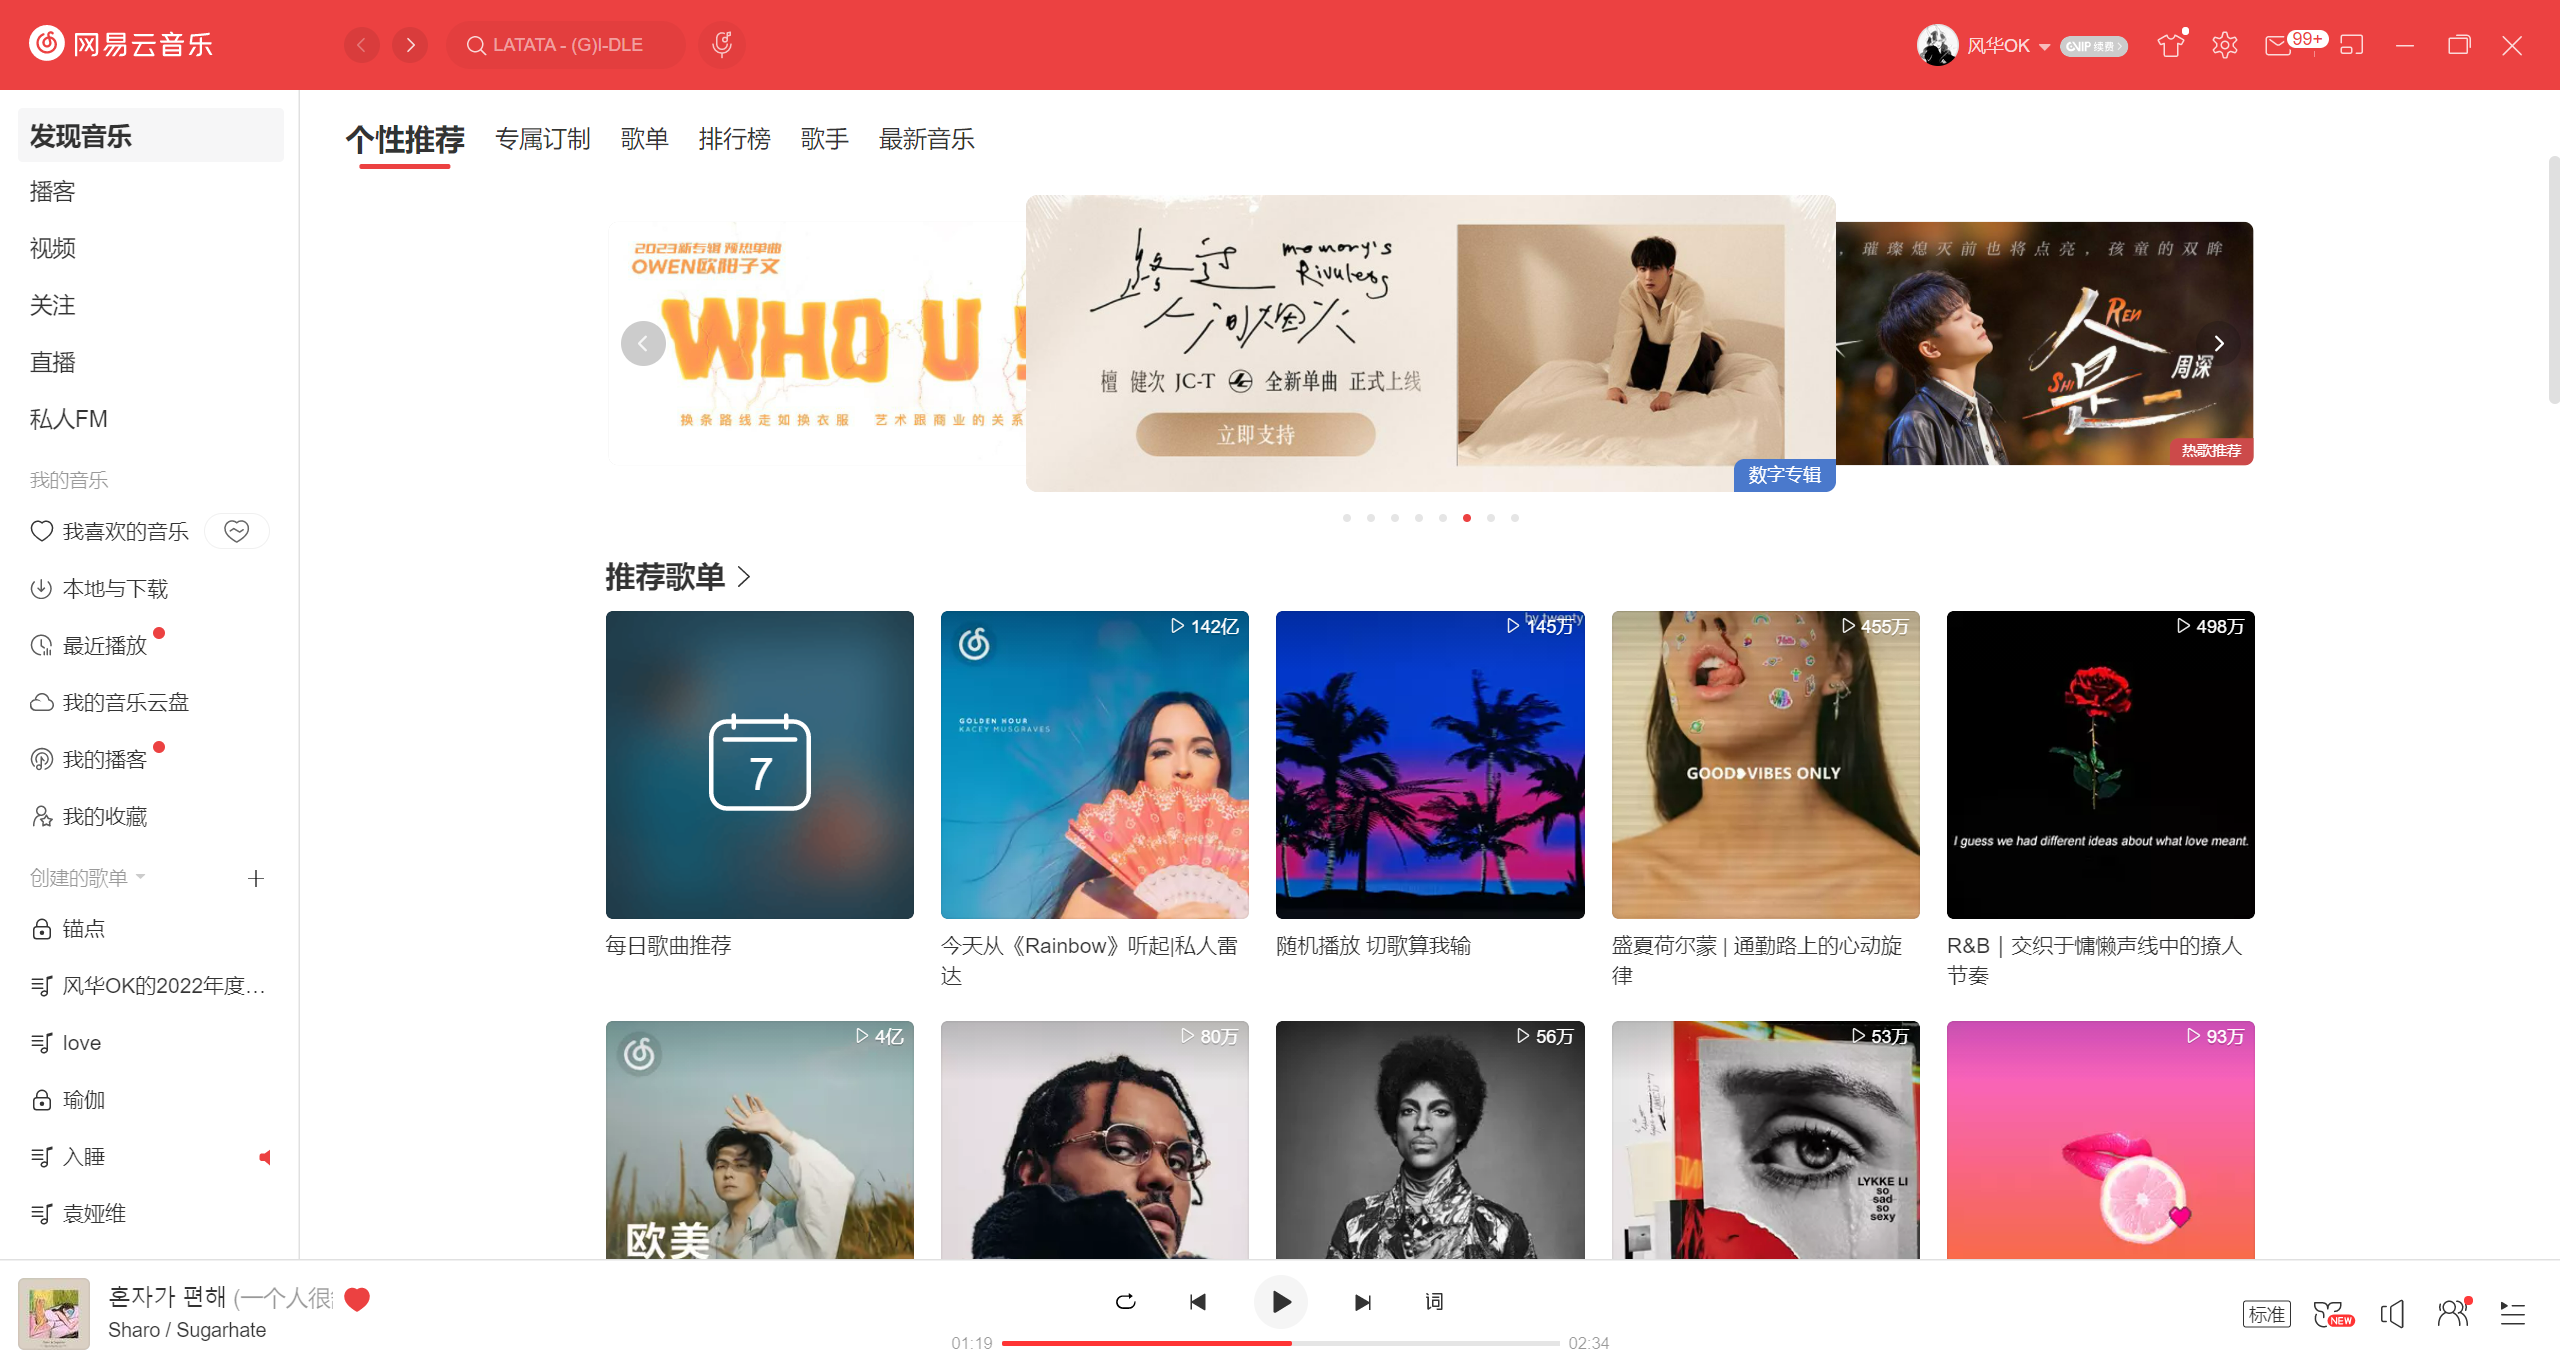 网易云音乐
LATATA - (G)I-DLE
风华OK
VIP 续费
99+
发现音乐
播客
视频
关注
直播
私人FM
我的音乐
我喜欢的音乐
本地与下载
最近播放
我的音乐云盘
我的播客
我的收藏
创建的歌单
锚点
风华OK的2022年度…
love
瑜伽
入睡
袁娅维
个性推荐 专属订制 歌单 排行榜 歌手 最新音乐
2023新专辑 预热单曲
OWEN欧阳子文
WHO U !
换条路线走如换衣服 艺术跟商业的关系
路过人间烟火
memory's
Rivuless
檀 健次 JC-T 全新单曲 正式上线
立即支持
数字专辑
，璀璨熄灭前也将点亮，孩童的双眸
人是一
REN
SHI
周深
热歌推荐
推荐歌单
7
每日歌曲推荐
142亿
GOLDEN HOUR
KACEY MUSGRAVES
今天从《Rainbow》听起|私人雷
达
by twenty
145万
随机播放 切歌算我输
455万
GOOD VIBES ONLY
盛夏荷尔蒙 | 通勤路上的心动旋
律
498万
I guess we had different ideas about what love meant.
R&B｜交织于慵懒声线中的撩人
节奏
4亿
欧美
80万
56万
53万
LYKKE LI
so
sad
so
sexy
93万
혼자가 편해 (一个人很
Sharo / Sugarhate
词
01:19
02:34
标准
NEW